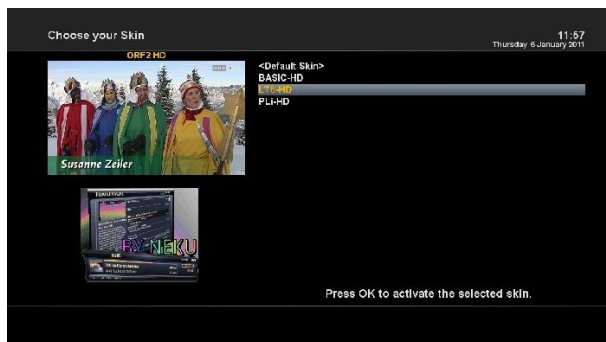 Choose your Skin
11:57
Thursday 6 January 2011
ORF2 HD
<Default Skin>
BASIC-HD
LT6-HD
PLi-HD
Susanne Zeiler
BY NEKU
Press OK to activate the selected skin.